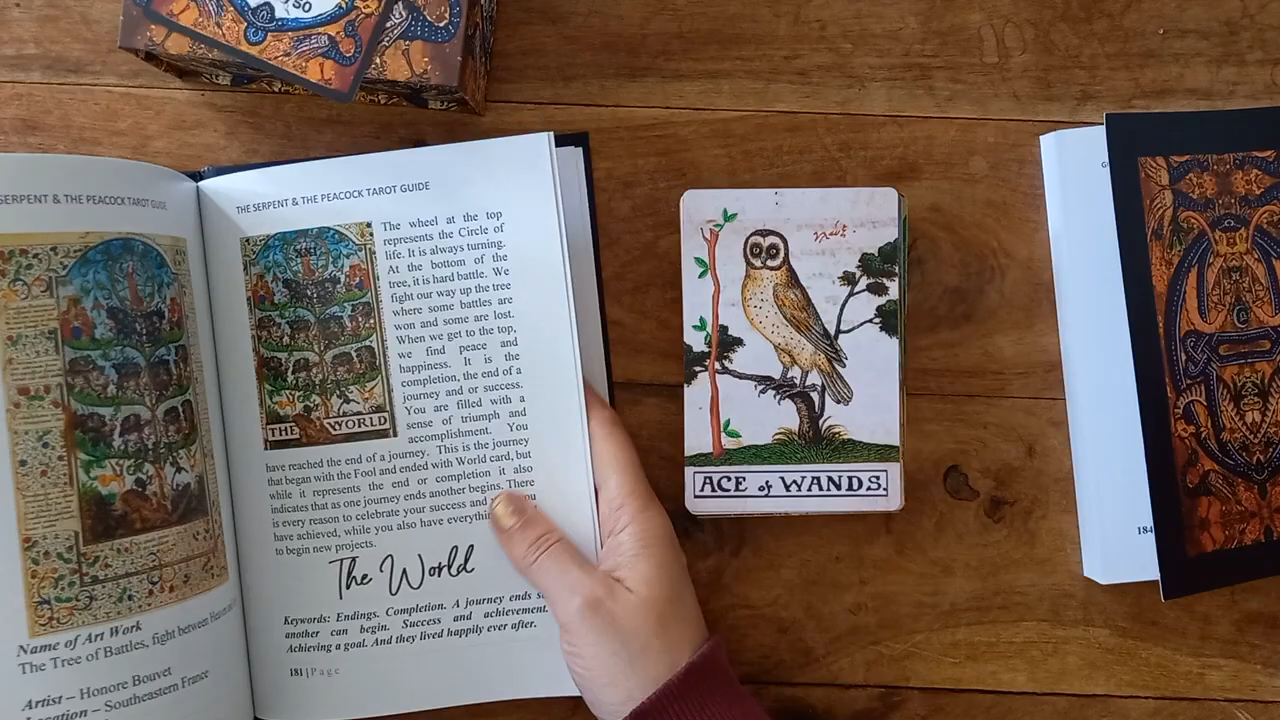 SERPENT & THE PEACOCK TAROT GUIDE
Name of Art Work
The Tree of Battles, fight between
Artist – Honore Bouvet
Location – Southeastern France
THE SERPENT & THE PEACOCK TAROT GUIDE
THE WORLD
The wheel at the top
represents the Circle of
life. It is always turning.
At the bottom of the
tree, it is hard battle. We
fight our way up the tree
where some battles are
won and some are lost.
When we get to the top,
we find peace and
happiness. It is the
completion, the end of a
journey and or success.
You are filled with a
sense of triumph and
accomplishment. You
have reached the end of a journey. This is the journey
that began with the Fool and ended with World card, but
while it represents the end or completion it also
indicates that as one journey ends another begins. There
is every reason to celebrate your success and
have achieved, while you also have
to begin new projects.
The World
Keywords: Endings. Completion. A journey ends
another can begin. Success and achievement.
Achieving a goal. And they lived happily ever after.
181 | Page
ACE of WANDS.
184